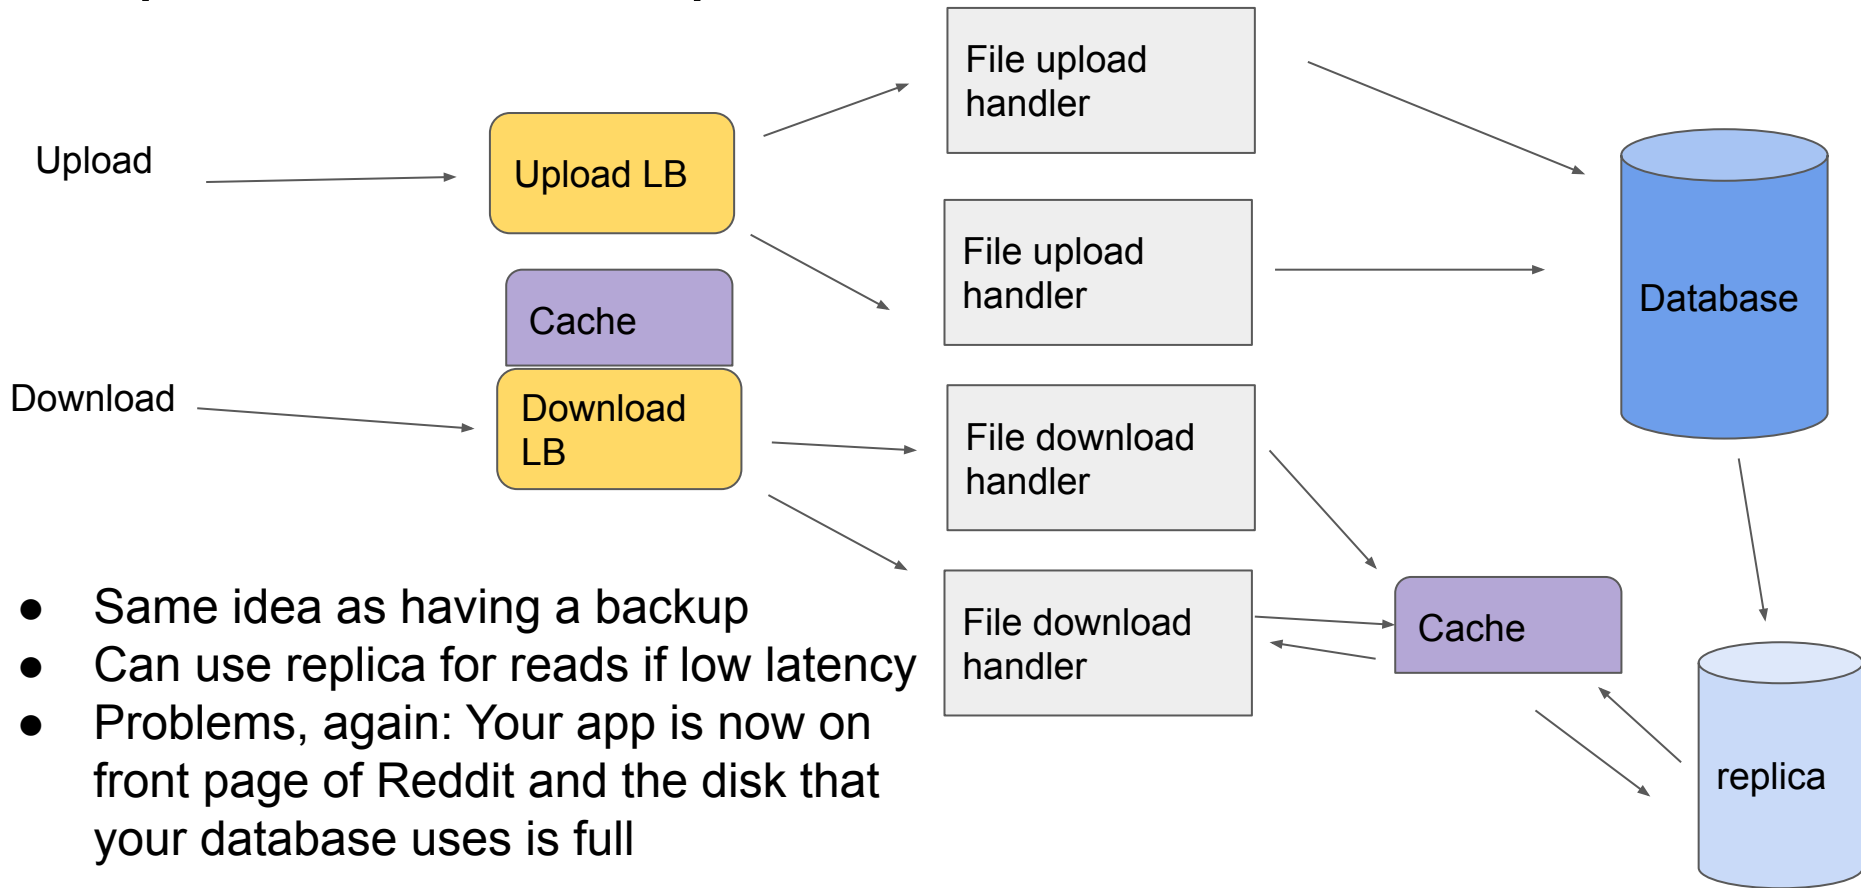 File upload
handler
Upload
Upload LB
File upload
handler
Cache
Database
Download
Download
LB
File download
handler
● Same idea as having a backup
● Can use replica for reads if low latency
● Problems, again: Your app is now on
front page of Reddit and the disk that
your database uses is full
File download
handler
Cache
replica